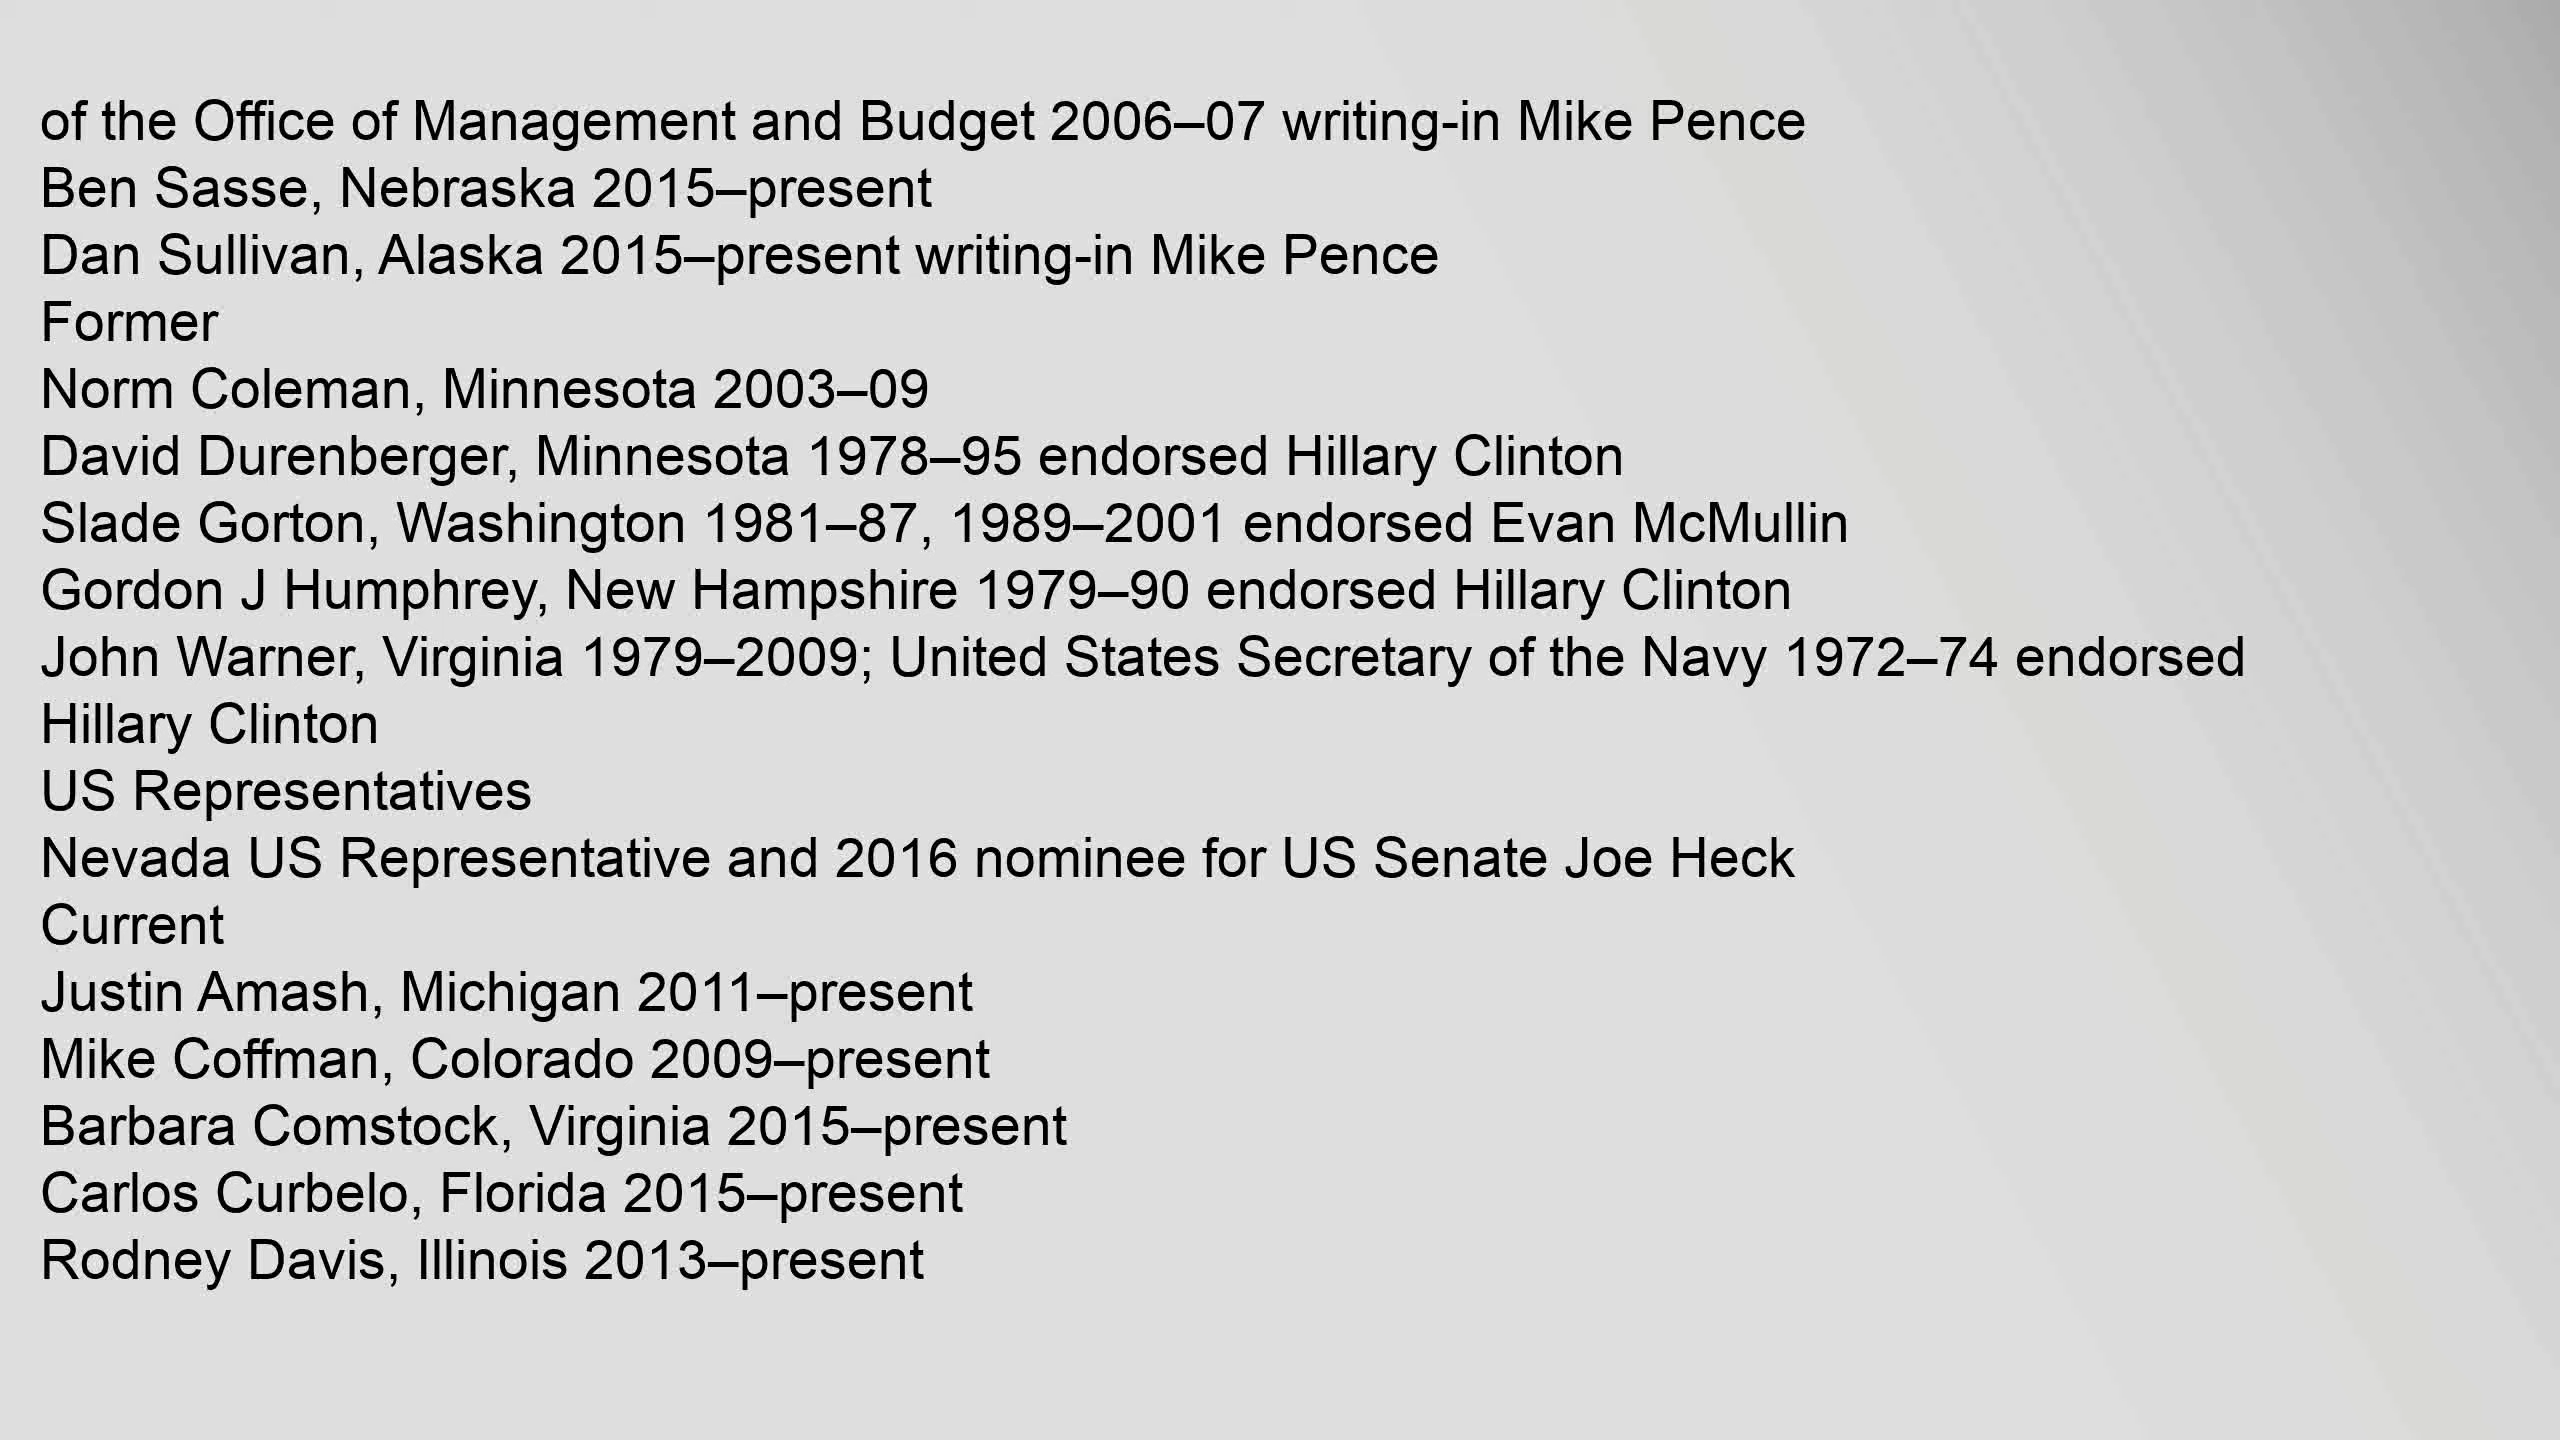 of the Office of Management and Budget 2006–07 writing-in Mike Pence
Ben Sasse, Nebraska 2015–present
Dan Sullivan, Alaska 2015–present writing-in Mike Pence
Former
Norm Coleman, Minnesota 2003–09
David Durenberger, Minnesota 1978–95 endorsed Hillary Clinton
Slade Gorton, Washington 1981–87, 1989–2001 endorsed Evan McMullin
Gordon J Humphrey, New Hampshire 1979–90 endorsed Hillary Clinton
John Warner, Virginia 1979–2009; United States Secretary of the Navy 1972–74 endorsed
Hillary Clinton
US Representatives
Nevada US Representative and 2016 nominee for US Senate Joe Heck
Current
Justin Amash, Michigan 2011–present
Mike Coffman, Colorado 2009–present
Barbara Comstock, Virginia 2015–present
Carlos Curbelo, Florida 2015–present
Rodney Davis, Illinois 2013–present